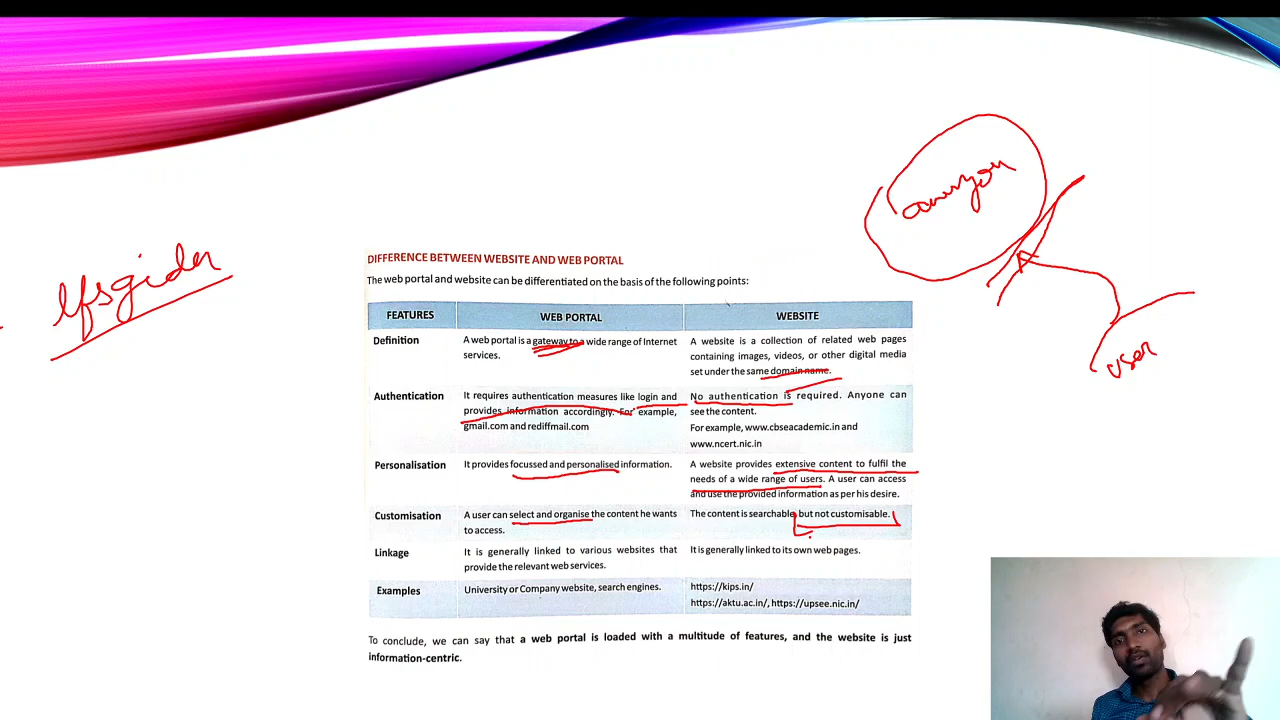 amazon
lfsgidar
user
DIFFERENCE BETWEEN WEBSITE AND WEB PORTAL
The web portal and website can be differentiated on the basis of the following points:
FEATURES WEB PORTAL WEBSITE
Definition A web portal is a gateway to a wide range of Internet services. A website is a collection of related web pages containing images, videos, or other digital media set under the same domain name.
Authentication It requires authentication measures like login and provides information accordingly. For example, gmail.com and rediffmail.com No authentication is required. Anyone can see the content. For example, www.cbseacademic.in and www.ncert.nic.in
Personalisation It provides focussed and personalised information. A website provides extensive content to fulfil the needs of a wide range of users. A user can access and use the provided information as per his desire.
Customisation A user can select and organise the content he wants to access. The content is searchable but not customisable.
Linkage It is generally linked to various websites that provide the relevant web services. It is generally linked to its own web pages.
Examples University or Company website, search engines. https://kips.in/ https://aktu.ac.in/, https://upsee.nic.in/
To conclude, we can say that a web portal is loaded with a multitude of features, and the website is just
information-centric.